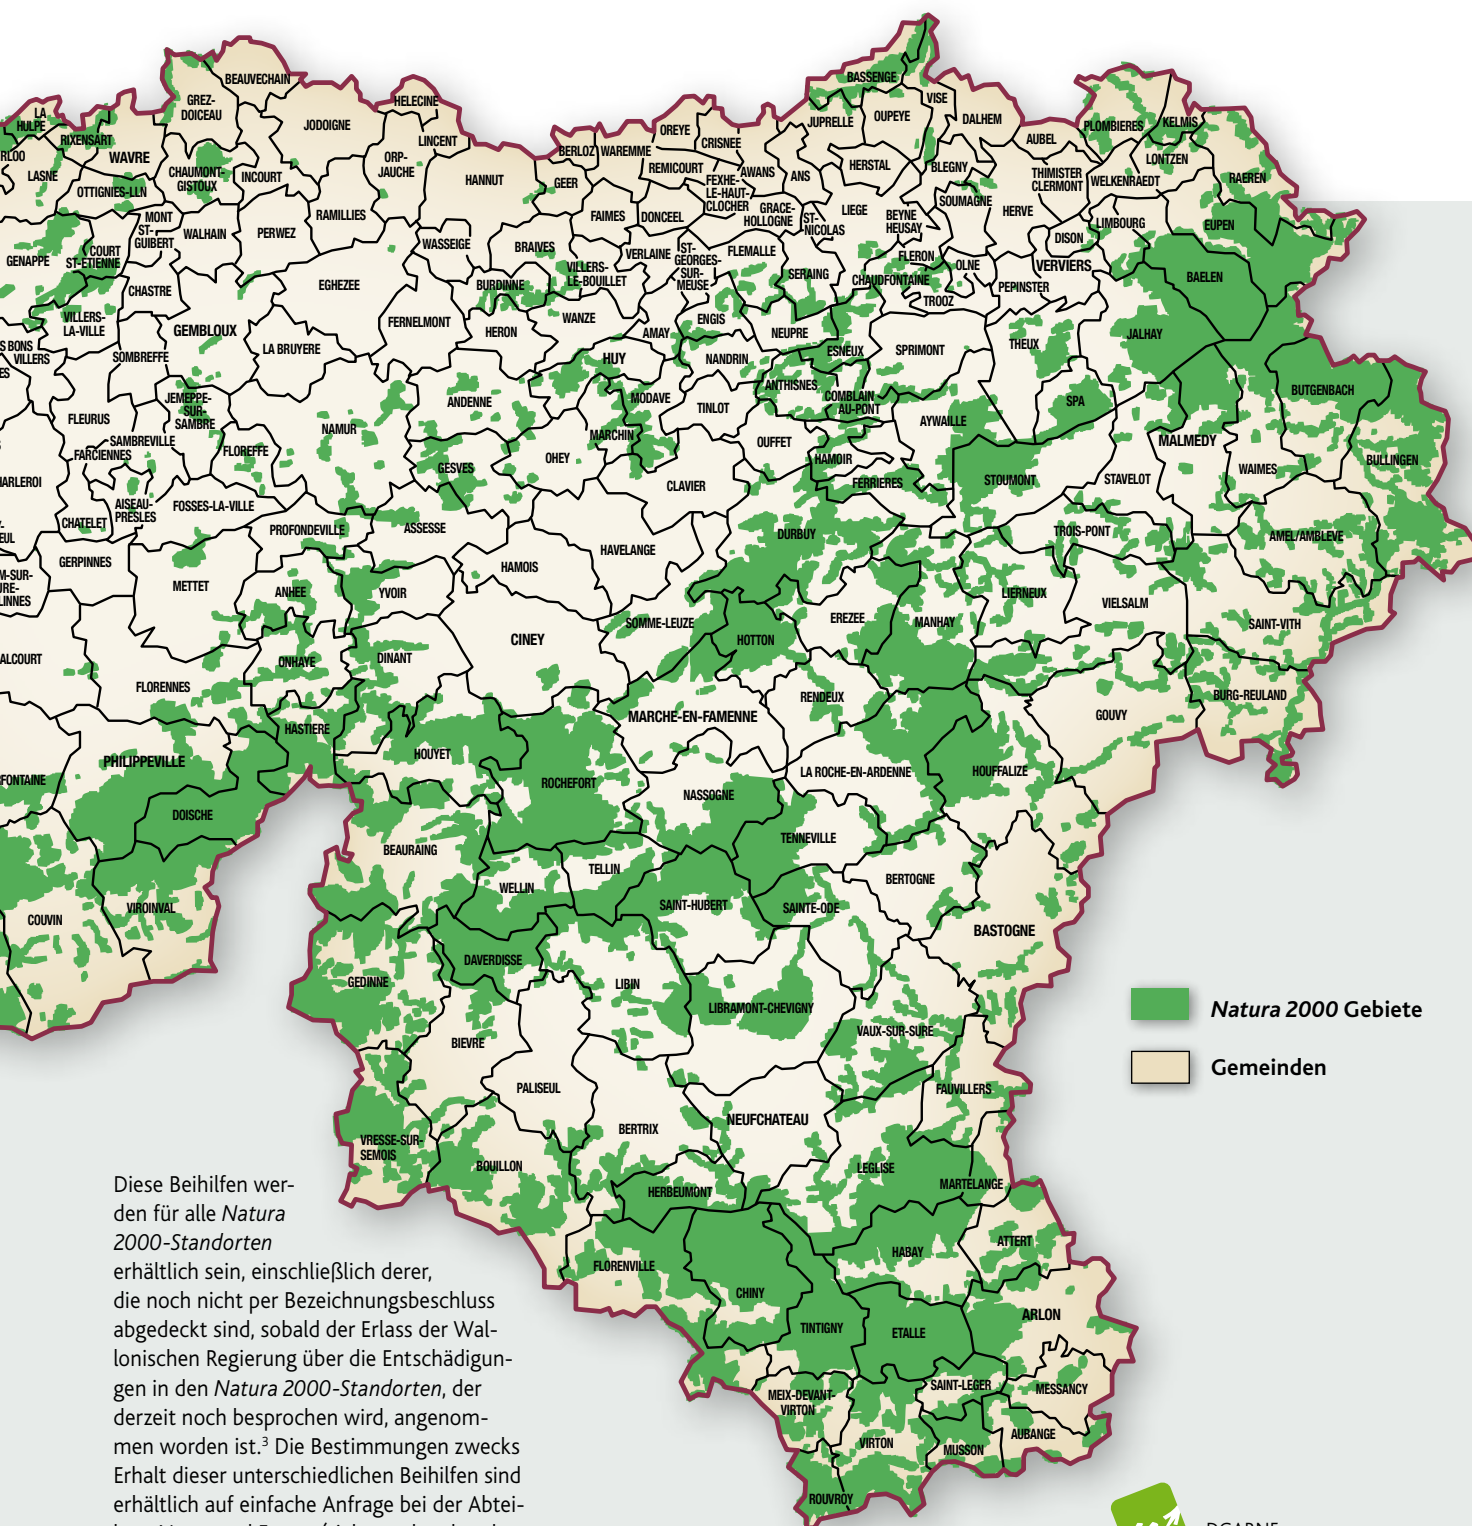 BEAUVECHAIN
GREZ-
DOICEAU
HELECINE
LA
HULPE
JODOIGNE
RIXENSART
LINCENT
WAVRE
RLOO
LASNE
ORP-
JAUCHE
CHAUMONT-
GISTOUX
INCOURT
HANNUT
OTTIGNIES-LLN
MONT
ST-
GUIBERT
WALHAIN
PERWEZ
RAMILLIES
GENAPPE
COURT
ST-ETIENNE
WASSEIGE
CHASTRE
EGHEZEE
VILLERS-
LA-VILLE
GEMBLOUX
S BONS
VILLERS
ES
SOMBREFFE
LA BRUYERE
FERNELMONT
BASSENGE
VISE
JUPRELLE
OUPEYE
DALHEM
AUBEL
PLOMBIERES
KELMIS
LONTZEN
RAEREN
OREYE
CRISNEE
BERLOZ
WAREMME
REMICOURT
AWANS
ANS
HERSTAL
BLEGNY
THIMISTER
CLERMONT
WELKENRAEDT
GEER
FEXHE-
LE-HAUT-
CLOCHER
FAIMES
DONCEEL
GRACE-
HOLLOGNE
ST-
NICOLAS
LIEGE
BEYNE
HEUSAY
SOUMAGNE
HERVE
LIMBOURG
EUPEN
DISON
BRAIVES
VERLAINE
ST-
GEORGES-
SUR-
MEUSE
FLEMALLE
FLERON
VILLERS-
LE-BOUILLET
SERAING
CHAUDFONTAINE
OLNE
VERVIERS
BAELEN
BURDINNE
TROOZ
PEPINSTER
HERON
WANZE
AMAY
ENGIS
NEUPRE
HUY
NANDRIN
ESNEUX
SPRIMONT
THEUX
JALHAY
BUTGENBACH
FLEURUS
JEMEPPE-
SUR-
SAMBRE
NAMUR
ANDENNE
MODAVE
TINLOT
ANTHISNES
COMBLAIN
AU-PONT
SPA
AYWAILLE
SAMBREVILLE
FARCIENNES
FLOREFFE
GESVES
OHEY
MARCHIN
OUFFET
HAMOIR
MALMEDY
WAIMES
BULLINGEN
HARLEROI
AISEAU-
PRESLES
CHATELET
FOSSES-LA-VILLE
PROFONDEVILLE
ASSESSE
CLAVIER
FERRIERES
STOUMONT
STAVELOT
EUL
GERPINNES
METTET
ANHEE
YVOIR
HAMOIS
HAVELANGE
DURBUY
TROIS-PONT
AMEL/AMBLEVE
M-SUR-
URE-
LINNES
SOMME-LEUZE
HOTTON
EREZEE
MANHAY
LIERNEUX
VIELSALM
SAINT-VITH
ALCOURT
FLORENNES
ONHAYE
DINANT
CINEY
RENDEUX
BURG-REULAND
GOUVY
MARCHE-EN-FAMENNE
HASTIERE
PHILIPPEVILLE
HOUYET
ROCHEFORT
FONTAINE
DOISCHE
NASSOGNE
LA ROCHE-EN-ARDENNE
HOUFFALIZE
BEAURAING
TENNEVILLE
TELLIN
WELLIN
BERTOGNE
COUVIN
VIROINVAL
SAINT-HUBERT
SAINTE-ODE
BASTOGNE
DAVERDISSE
GEDINNE
LIBIN
LIBRAMONT-CHEVIGNY
VAUX-SUR-SURE
BIEVRE
PALISEUL
FAUVILLERS
BERTRIX
NEUFCHATEAU
VRESSE-SUR-
SEMOIS
BOUILLON
HERBEUMONT
LEGLISE
MARTELANGE
FLORENVILLE
HABAY
ATTERT
CHINY
TINTIGNY
ETALLE
ARLON
MEIX-DEVANT-
VIRTON
SAINT-LEGER
MESSANCY
VIRTON
MUSSON
AUBANGE
ROUVROY
Natura 2000 Gebiete
Gemeinden
Diese Beihilfen wer-
den für alle Natura
2000-Standorten
erhältlich sein, einschließlich derer,
die noch nicht per Bezeichnungsbeschluss
abgedeckt sind, sobald der Erlass der Wal-
lonischen Regierung über die Entschädigun-
gen in den Natura 2000-Standorten, der
derzeit noch besprochen wird, angenom-
men worden ist.³ Die Bestimmungen zwecks
Erhalt dieser unterschiedlichen Beihilfen sind
erhältlich auf einfache Anfrage bei der Abtei-